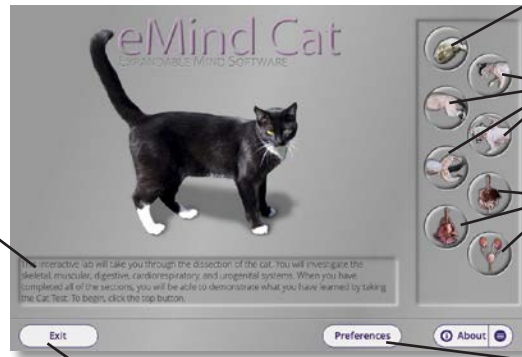 eMind Cat
EXPANDABLE MIND SOFTWARE
This interactive lab will take you through the dissection of the cat. You will investigate the
skeletal, muscular, digestive, cardiorespiratory, and urogenital systems. When you have
completed all of the sections, you will be able to demonstrate what you have learned by taking
the Cat Test. To begin, click the top button.
Exit
Preferences
About